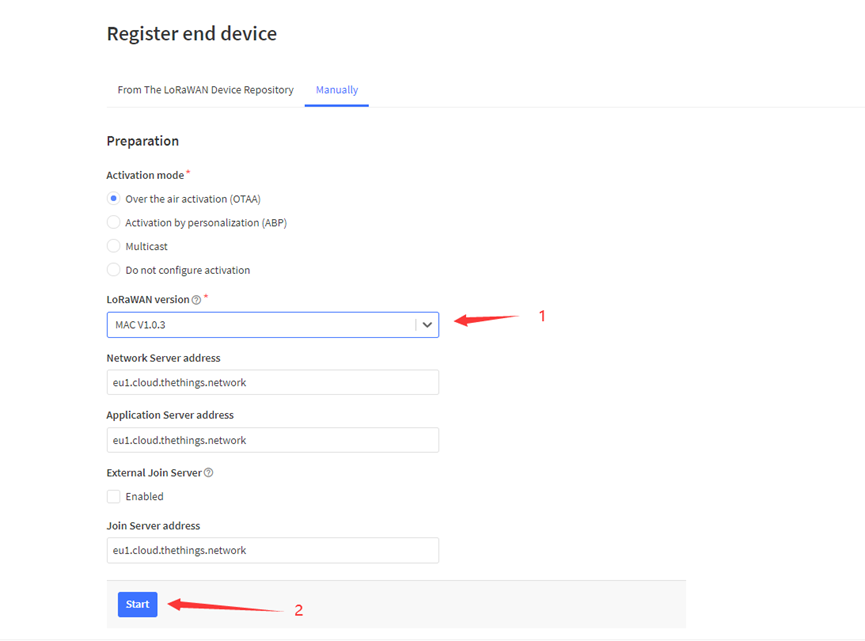 Register end device
From The LoRaWAN Device Repository Manually
Preparation
Activation mode *
Over the air activation (OTAA)
Activation by personalization (ABP)
Multicast
Do not configure activation
LoRaWAN version ? *
MAC V1.0.3
1
Network Server address
eu1.cloud.thethings.network
Application Server address
eu1.cloud.thethings.network
External Join Server ?
Enabled
Join Server address
eu1.cloud.thethings.network
Start
2